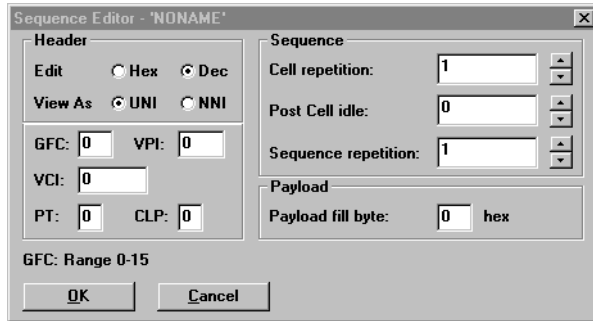 Sequence Editor - 'NONAME'
Header
Edit Hex Dec
View As UNI NNI
GFC: 0 VPI: 0
VCI: 0
PT: 0 CLP: 0
Sequence
Cell repetition: 1
Post Cell idle: 0
Sequence repetition: 1
Payload
Payload fill byte: 0 hex
GFC: Range 0-15
OK Cancel